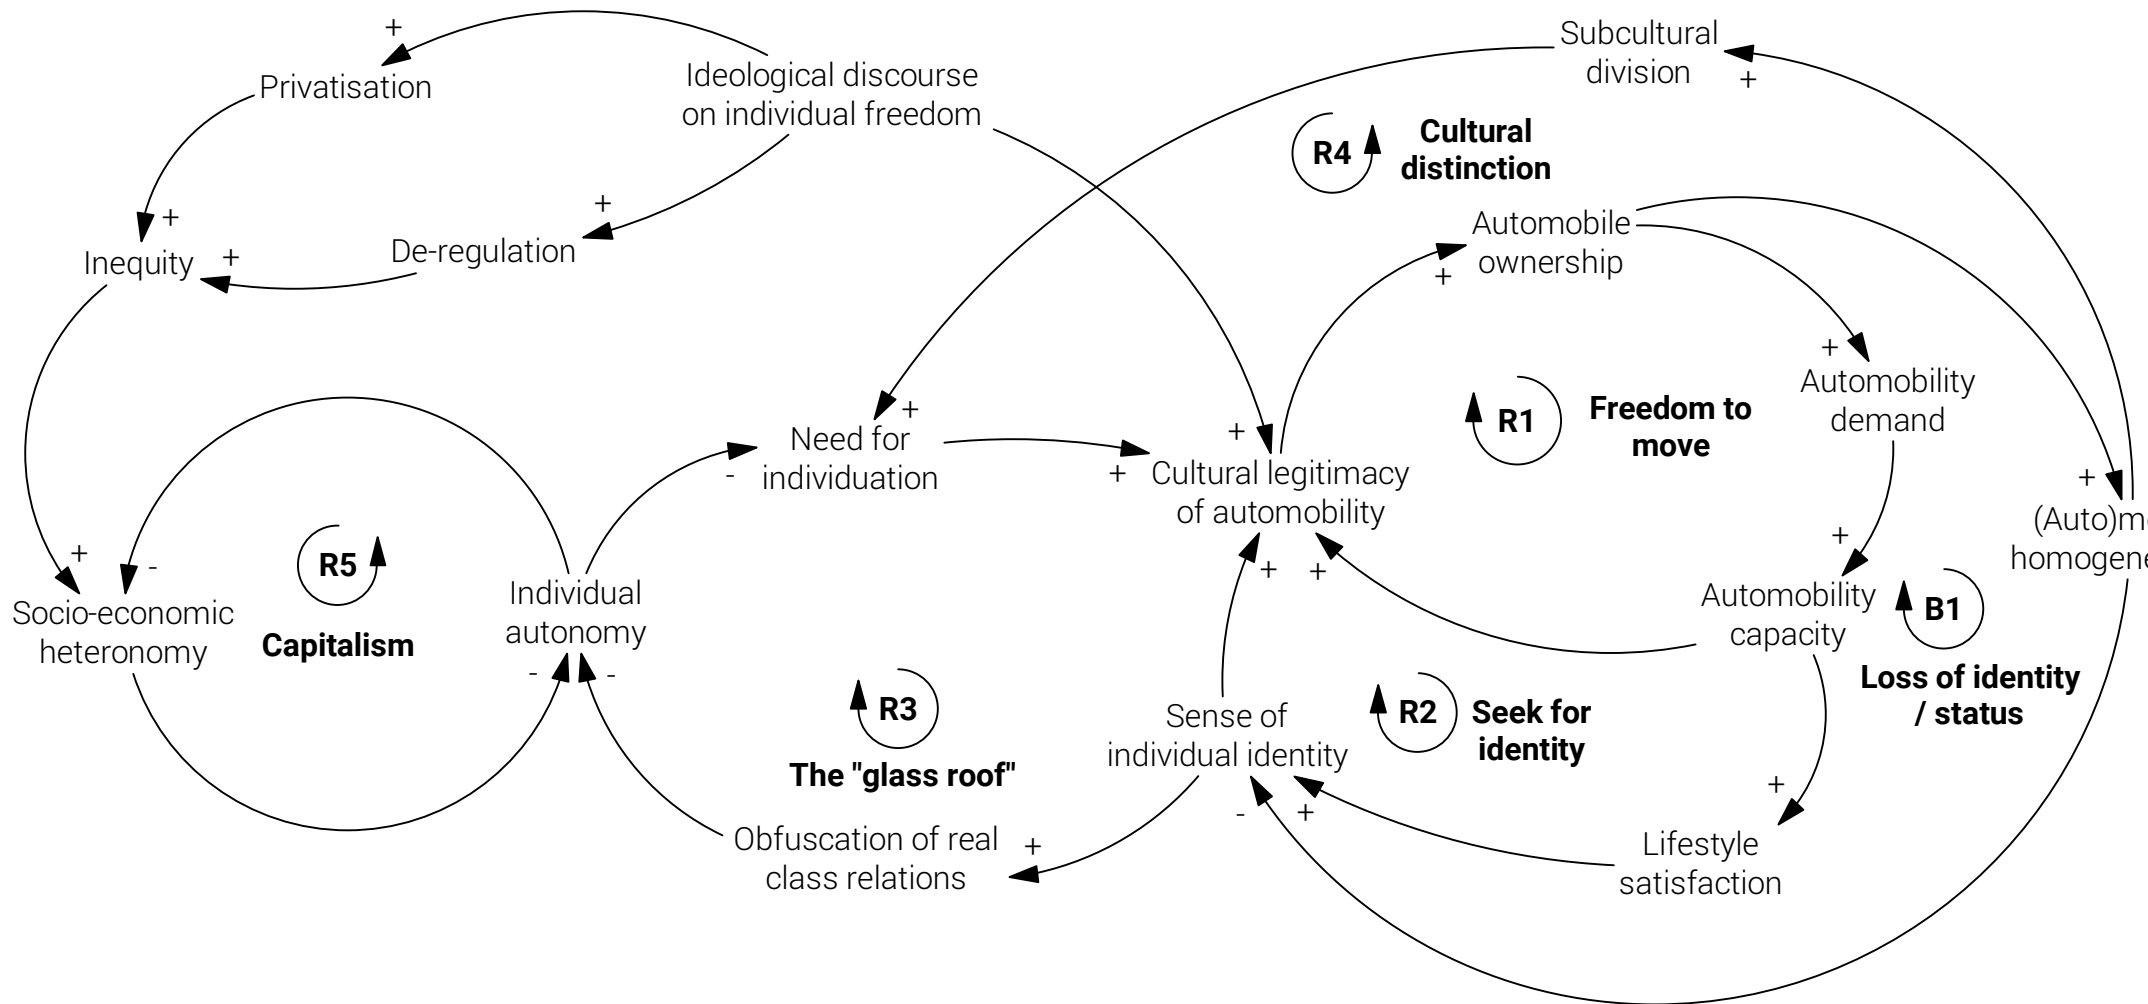 +
Privatisation
Ideological discourse
on individual freedom
Subcultural
division
+
R4
Cultural
distinction
+
Inequity
+
De-regulation
+
Automobile
ownership
+
+
Automobility
demand
R1
Freedom to
move
+
Need for
individuation
-
+
+
Cultural legitimacy
of automobility
+
+
(Auto)m
homogene
+
+
+
-
R5
Capitalism
Socio-economic
heteronomy
Individual
autonomy
-
-
+
Automobility
capacity
B1
Loss of identity
/ status
R3
The "glass roof"
Sense of
individual identity
R2
Seek for
identity
-
+
+
Obfuscation of real
class relations
+
Lifestyle
satisfaction